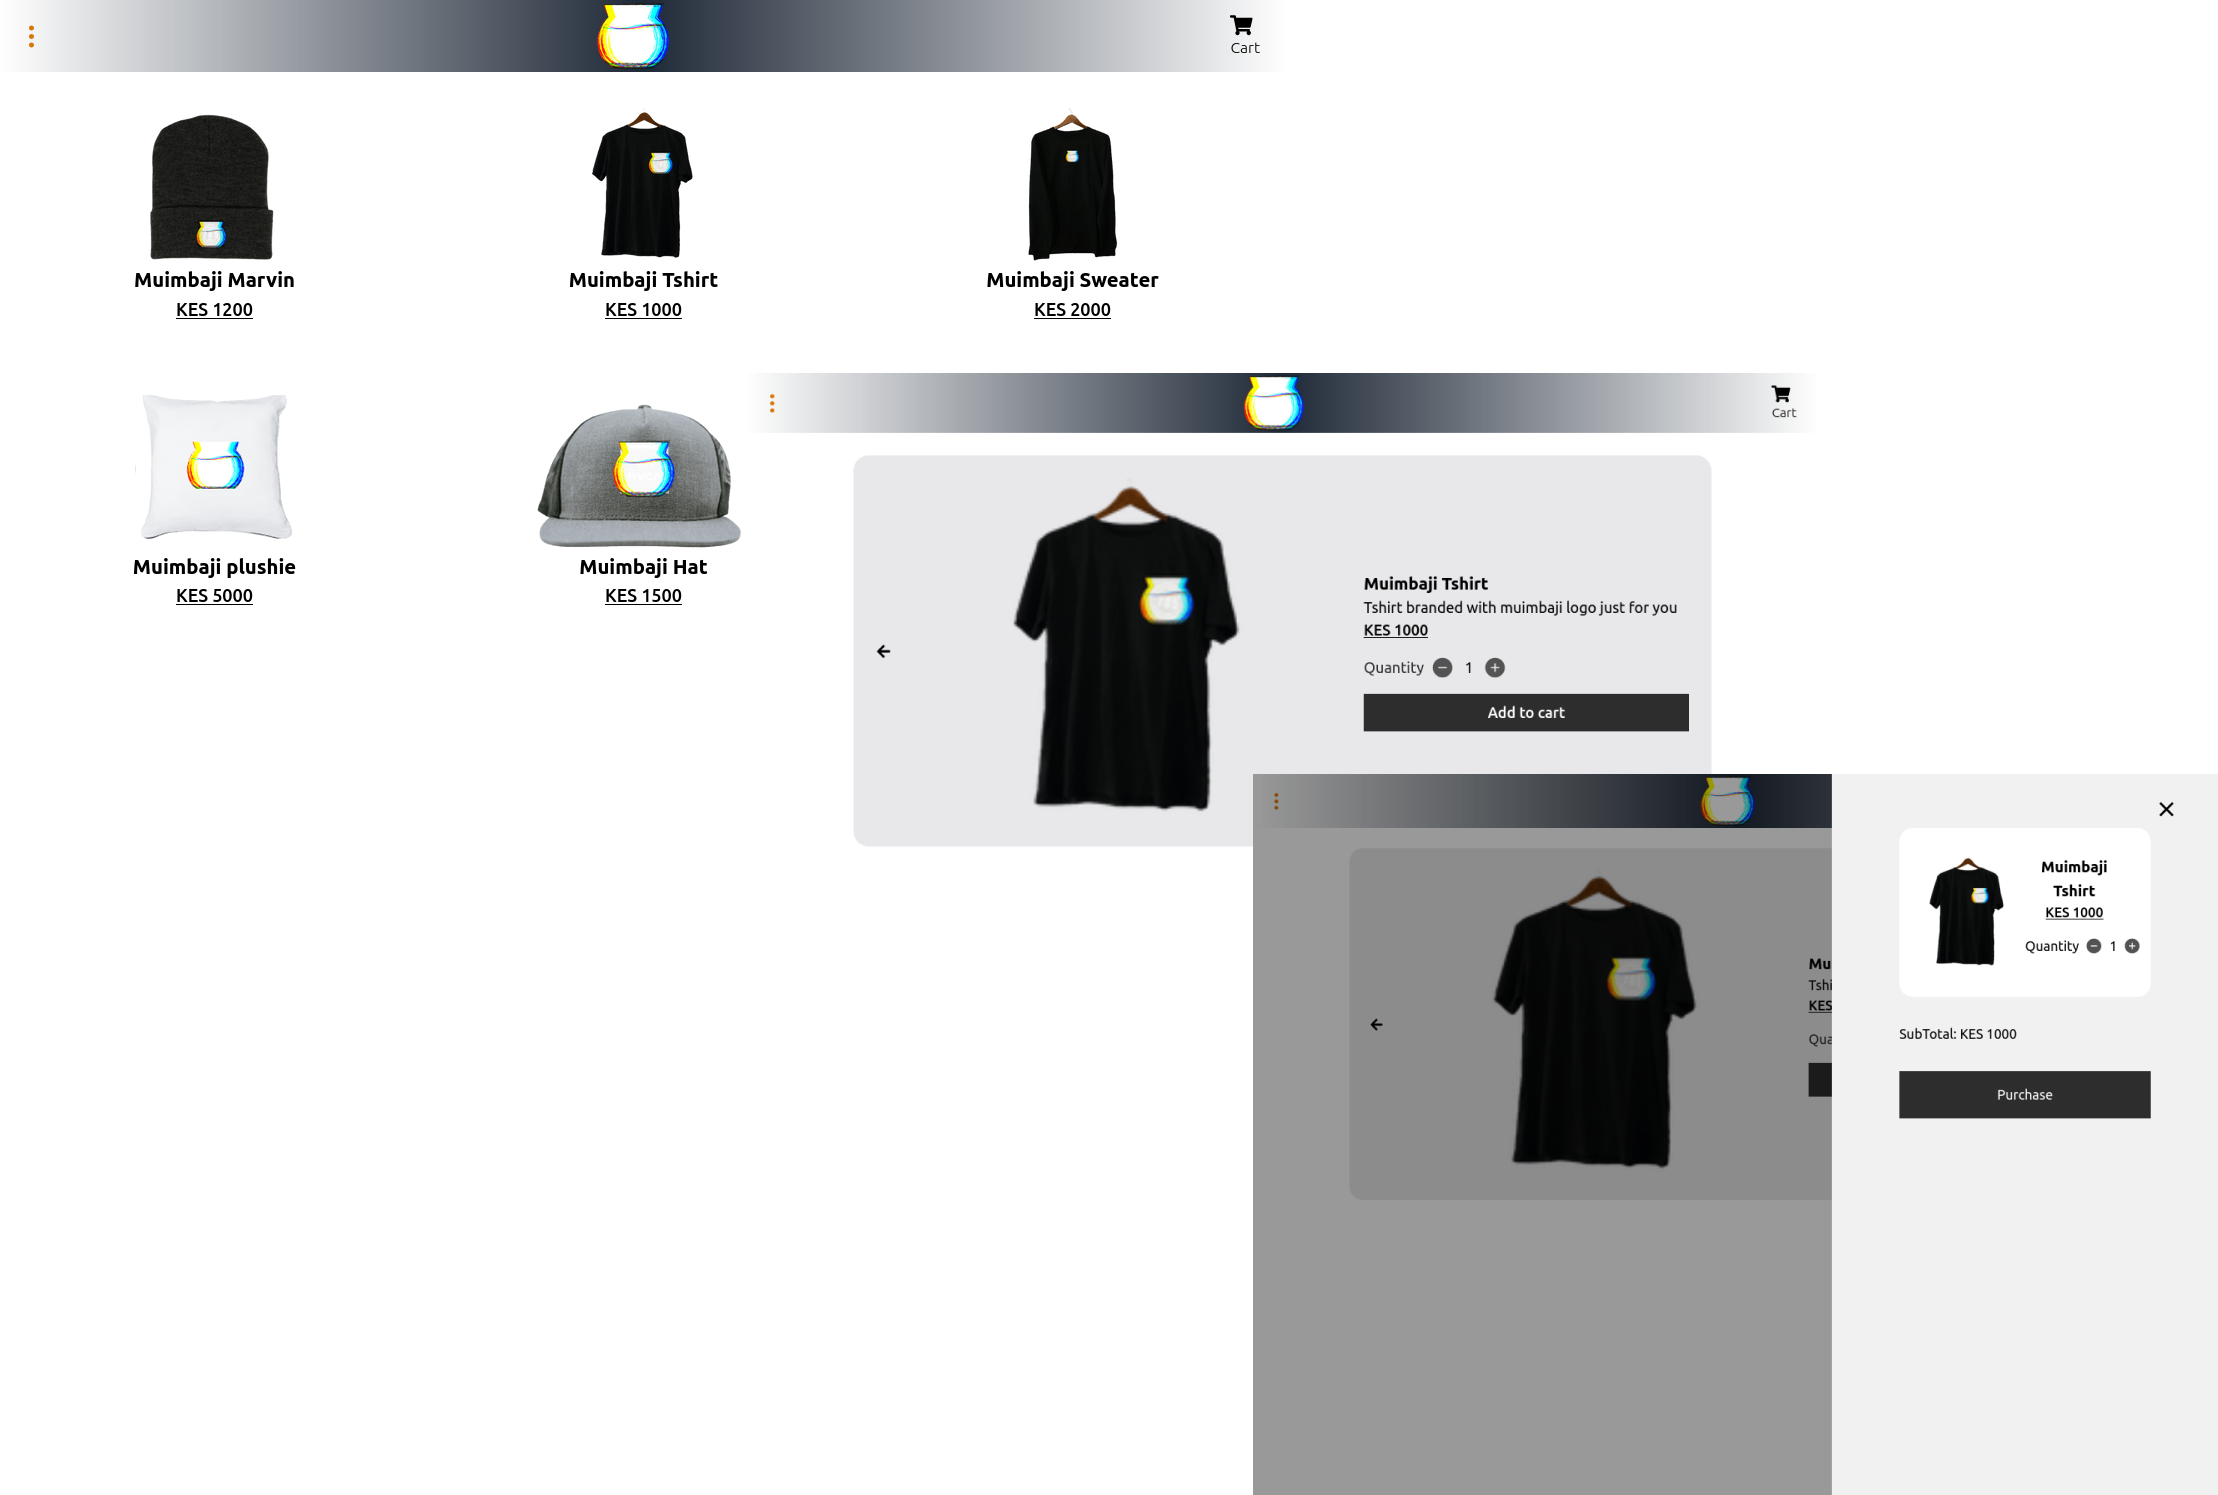 Cart
Muimbaji Marvin
KES 1200
Muimbaji Tshirt
KES 1000
Muimbaji Sweater
KES 2000
Muimbaji plushie
KES 5000
Muimbaji Hat
KES 1500
Cart
Muimbaji Tshirt
Tshirt branded with muimbaji logo just for you
KES 1000
Quantity 1
Add to cart
Mu
Tshi
KES
Qua
Muimbaji
Tshirt
KES 1000
Quantity 1
SubTotal: KES 1000
Purchase